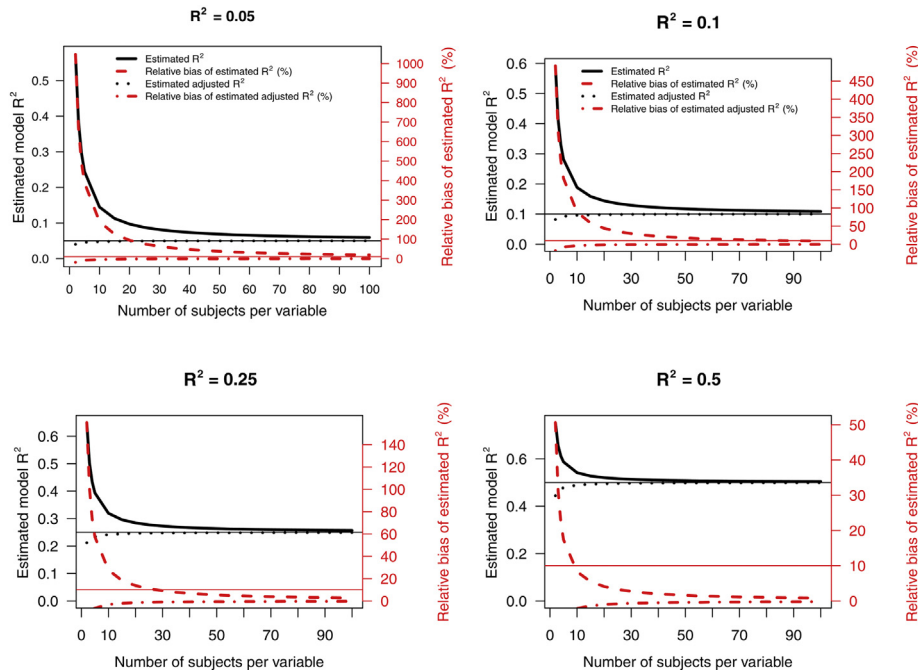 R² = 0.05
Estimated model R²
0.5
0.4
0.3
0.2
0.1
0.0
Estimated R²
Relative bias of estimated R² (%)
Estimated adjusted R²
Relative bias of estimated adjusted R² (%)
1000
900
800
700
600
500
400
300
200
100
0
Relative bias of estimated R² (%)
0 10 20 30 40 50 60 70 80 90 100
Number of subjects per variable
R² = 0.1
Estimated model R²
0.6
0.5
0.4
0.3
0.2
0.1
0.0
Estimated R²
Relative bias of estimated R² (%)
Estimated adjusted R²
Relative bias of estimated adjusted R² (%)
450
400
350
300
250
200
150
100
50
0
Relative bias of estimated R² (%)
0 10 30 50 70 90
Number of subjects per variable
R² = 0.25
Estimated model R²
0.6
0.5
0.4
0.3
0.2
0.1
0.0
140
120
100
80
60
40
20
0
Relative bias of estimated R² (%)
0 10 30 50 70 90
Number of subjects per variable
R² = 0.5
Estimated model R²
0.6
0.4
0.2
0.0
50
40
30
20
10
0
Relative bias of estimated R² (%)
0 10 30 50 70 90
Number of subjects per variable